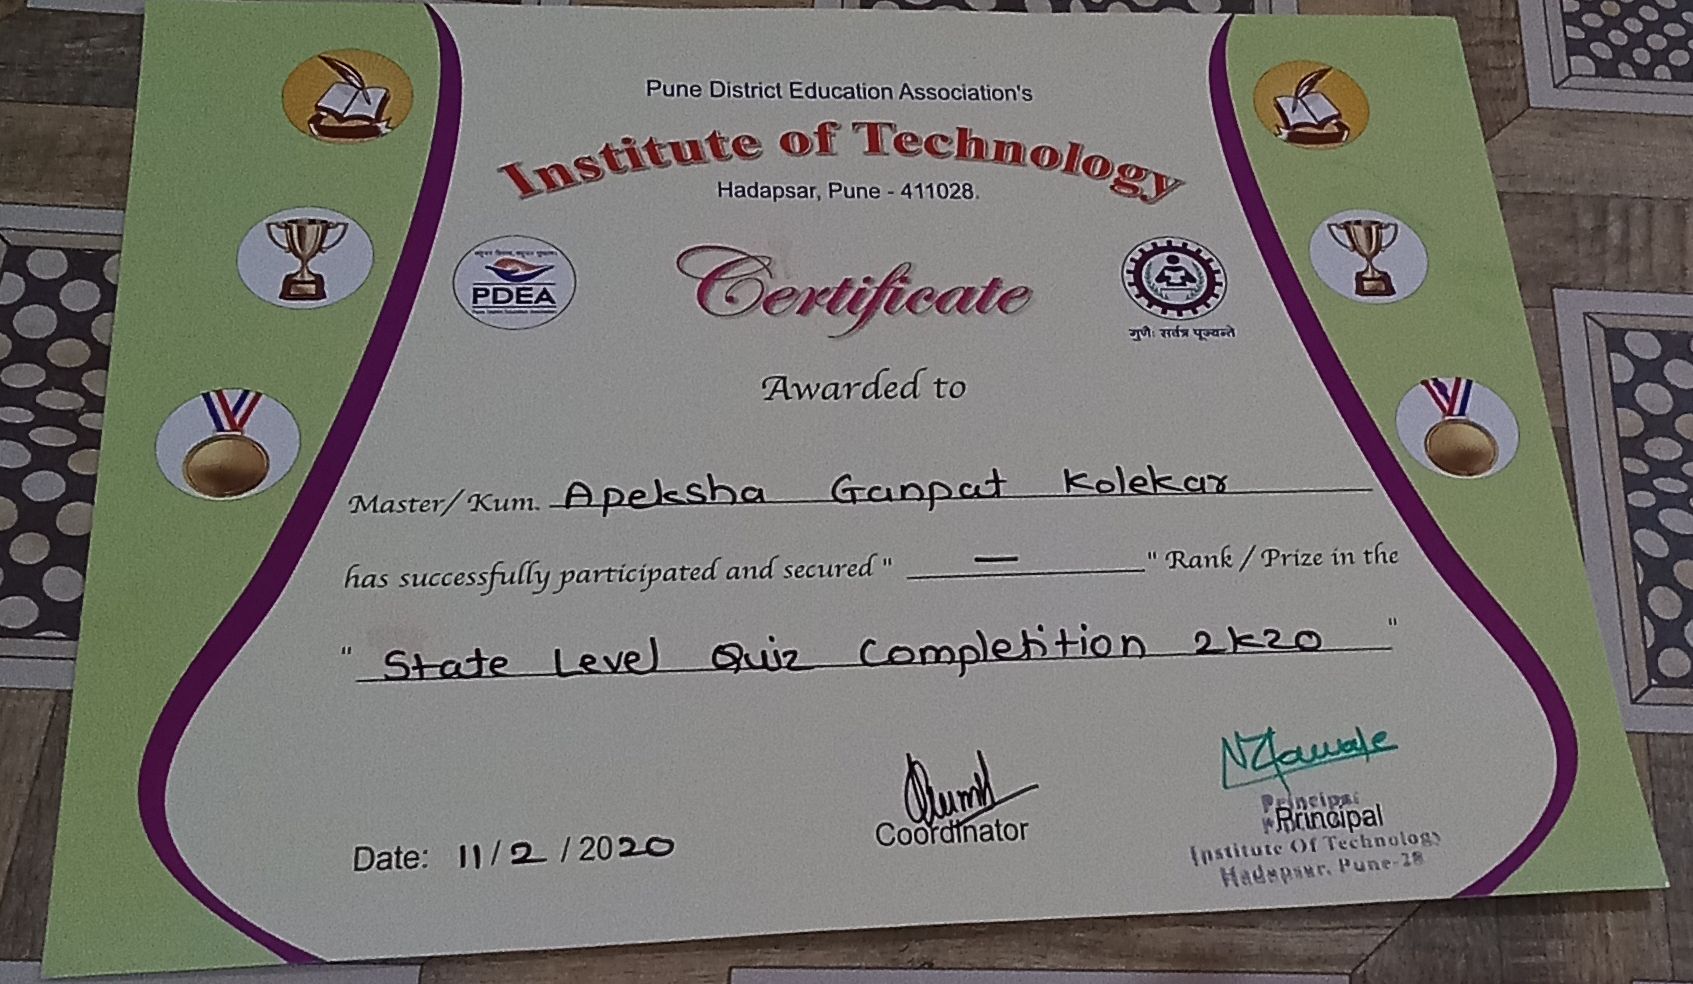 Pune District Education Association's
Institute of Technology
Hadapsar, Pune - 411028.
PDEA
Certificate
गुणैः सर्वत्र पूज्यन्ते
Awarded to
Master/ Kum. Apeksha Ganpat Kolekar
has successfully participated and secured " — " Rank / Prize in the
" State Level Quiz Completition 2k20 "
Date: 11/2/2020
Coordinator
Principal
Principal
Institute Of Technology
Hadapsar, Pune-28